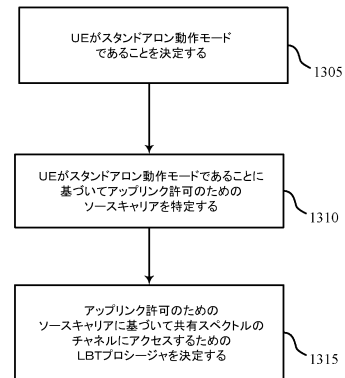 UEがスタンドアロン動作モード
であることを決定する
1305
UEがスタンドアロン動作モードであることに
基づいてアップリンク許可のための
ソースキャリアを特定する
1310
アップリンク許可のための
ソースキャリアに基づいて共有スペクトルの
チャネルにアクセスするための
LBTプロシージャを決定する
1315